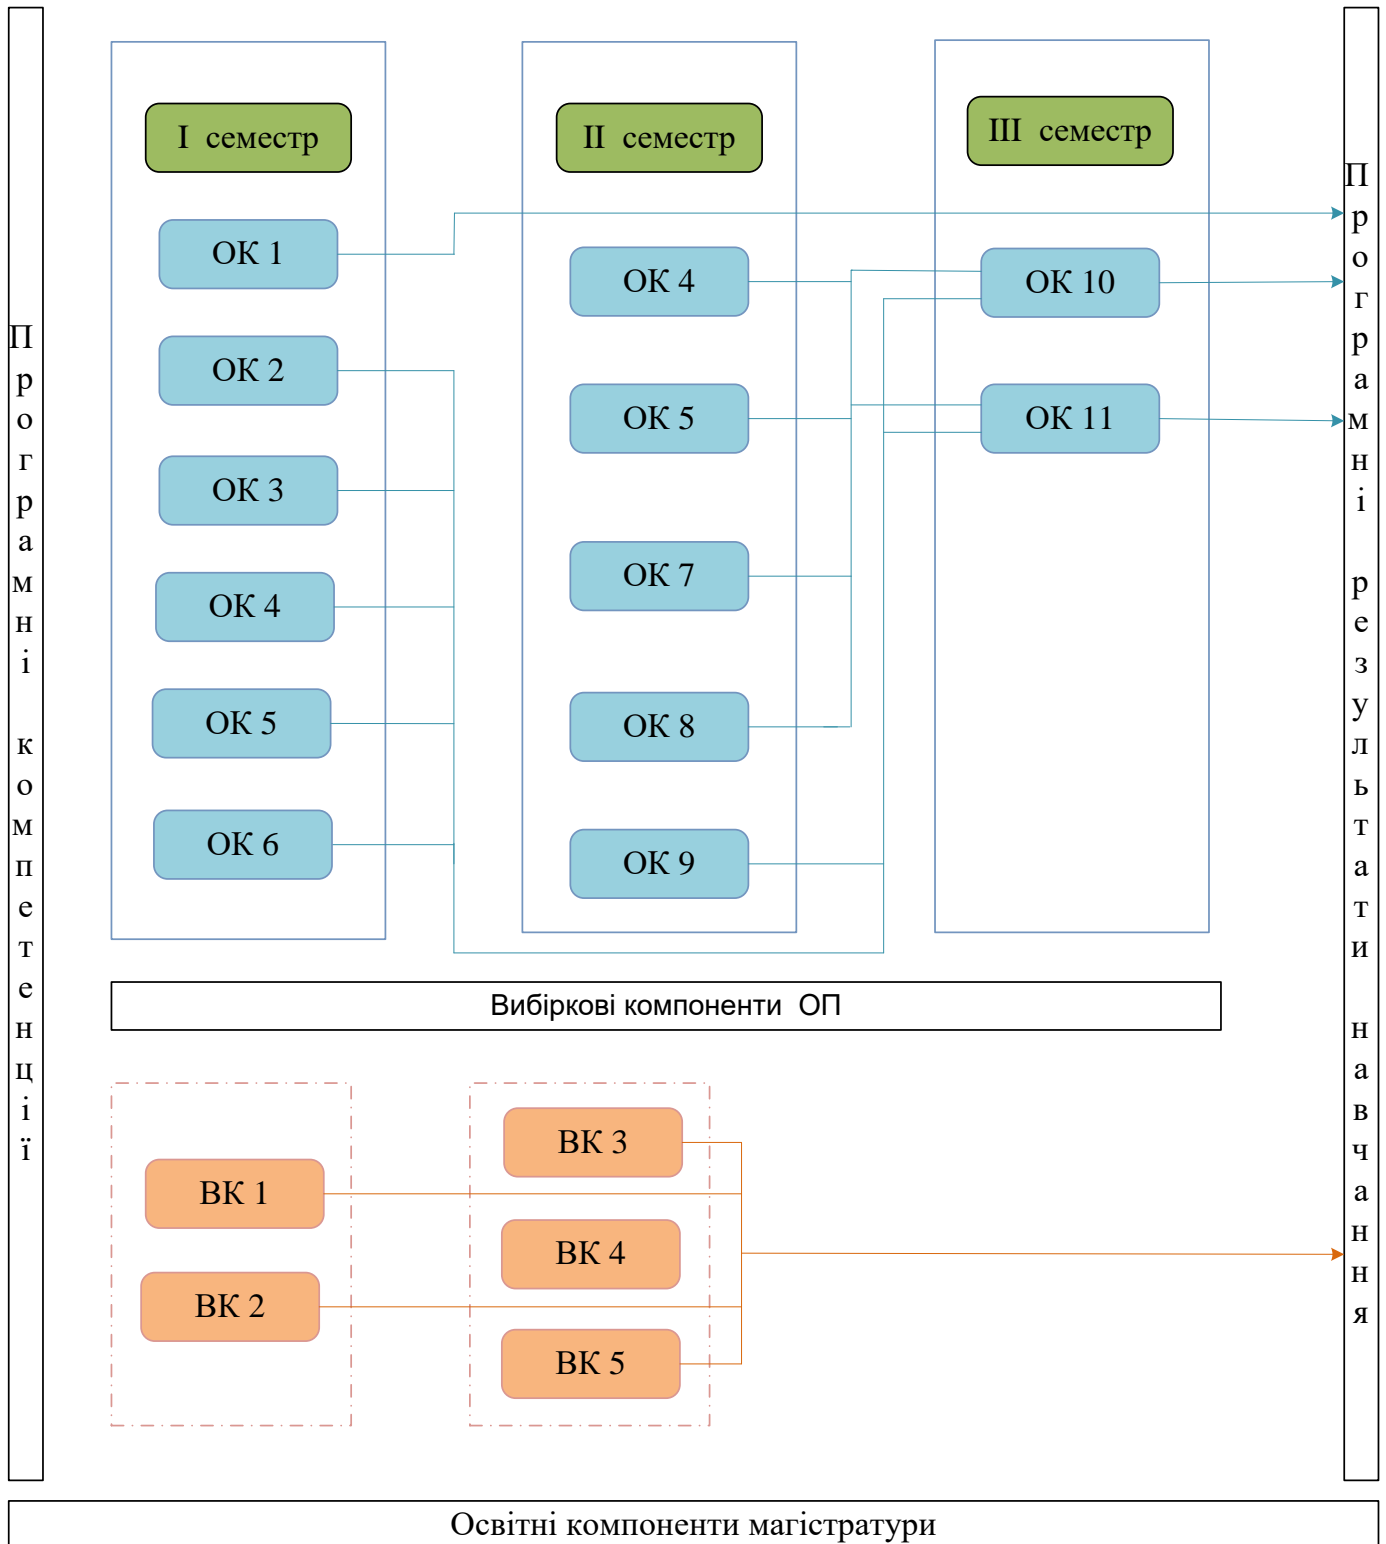 Програмні компетенції
I семестр
ОК 1
ОК 2
ОК 3
ОК 4
ОК 5
ОК 6
II семестр
ОК 4
ОК 5
ОК 7
ОК 8
ОК 9
III семестр
ОК 10
ОК 11
Програмні результати навчання
Вибіркові компоненти ОП
ВК 1
ВК 2
ВК 3
ВК 4
ВК 5
Освітні компоненти магістратури